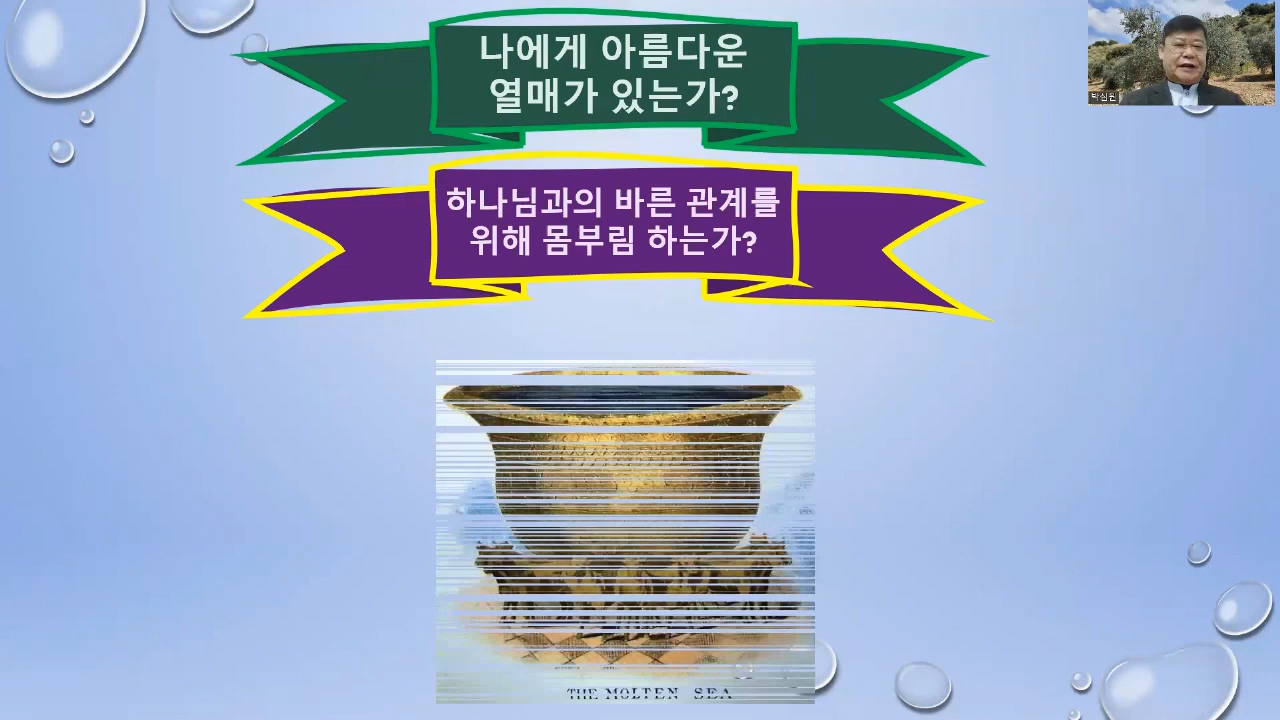 나에게 아름다운
열매가 있는가?
하나님과의 바른 관계를
위해 몸부림 하는가?
THE MOLTEN SEA